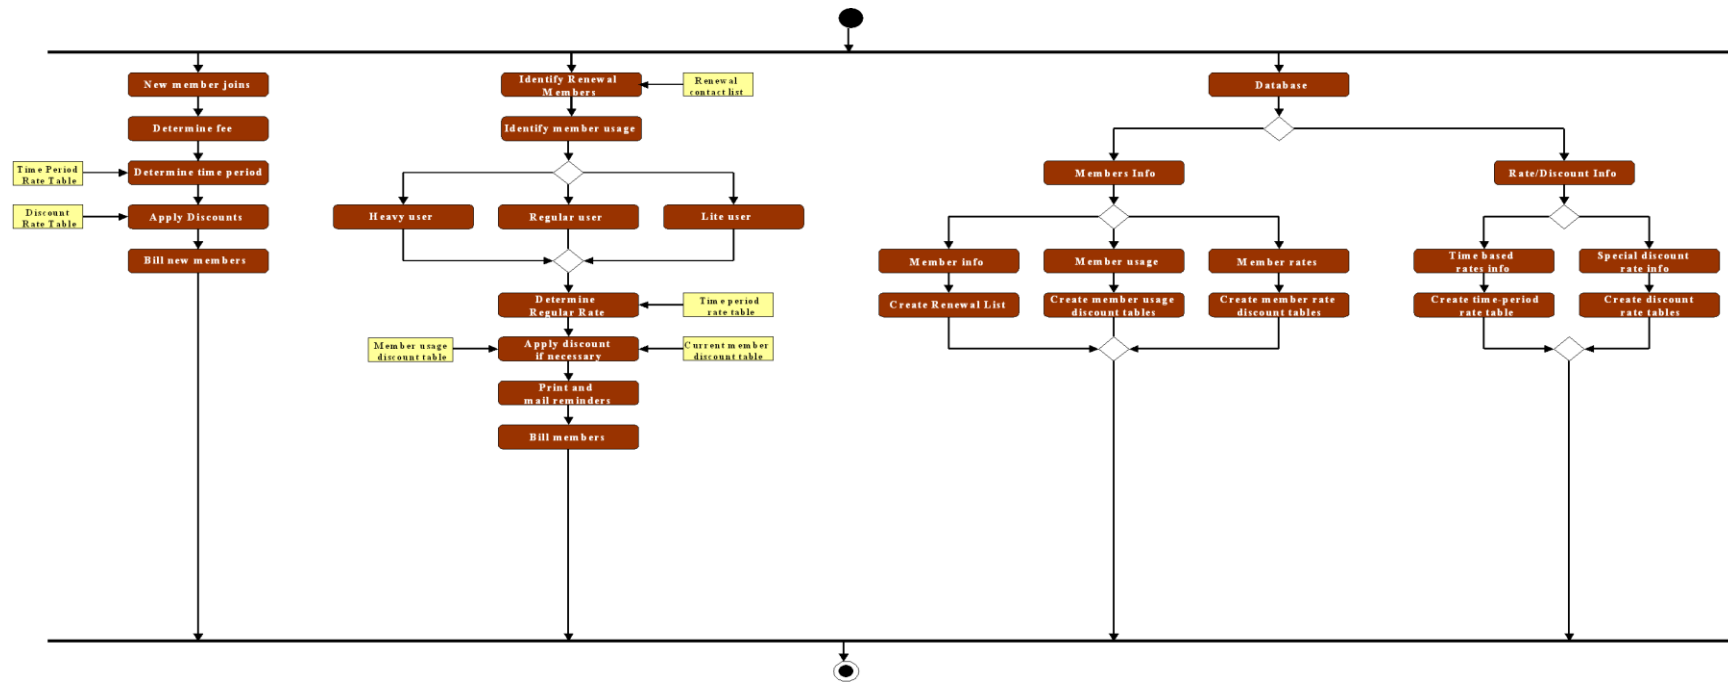 New member joins
Determine fee
Time Period
Rate Table
Determine time period
Discount
Rate Table
Apply Discounts
Bill new members
Identify Renewal
Members
Renewal
contact list
Identify member usage
Heavy user
Regular user
Lite user
Determine
Regular Rate
Time period
rate table
Member usage
discount table
Apply discount
if necessary
Current member
discount table
Print and
mail reminders
Bill members
Database
Members Info
Rate/Discount Info
Member info
Member usage
Member rates
Time based
rates info
Special discount
rate info
Create Renewal List
Create member usage
discount tables
Create member rate
discount tables
Create time-period
rate table
Create discount
rate tables